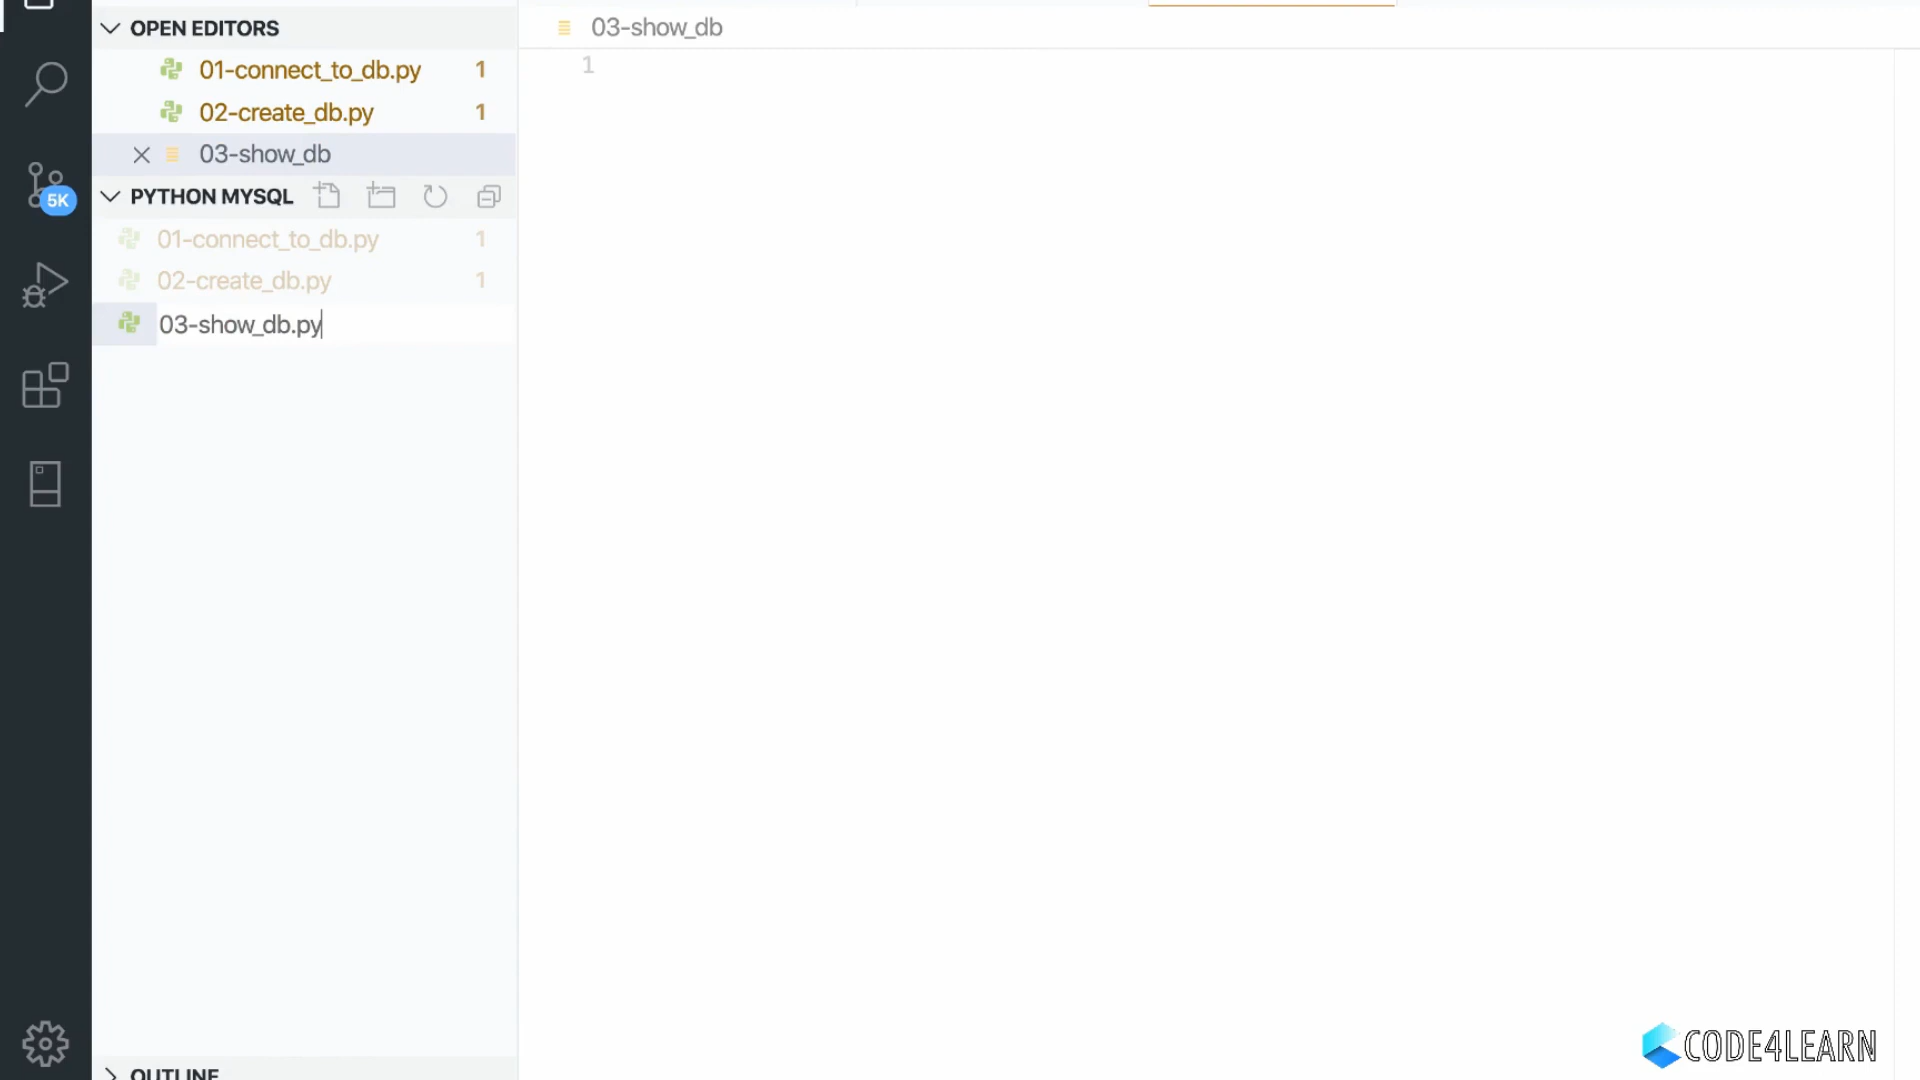 OPEN EDITORS
01-connect_to_db.py 1
02-create_db.py 1
03-show_db
5K
PYTHON MYSQL
01-connect_to_db.py 1
02-create_db.py 1
03-show_db.py
OUTLINE
03-show_db
1
CODE4LEARN